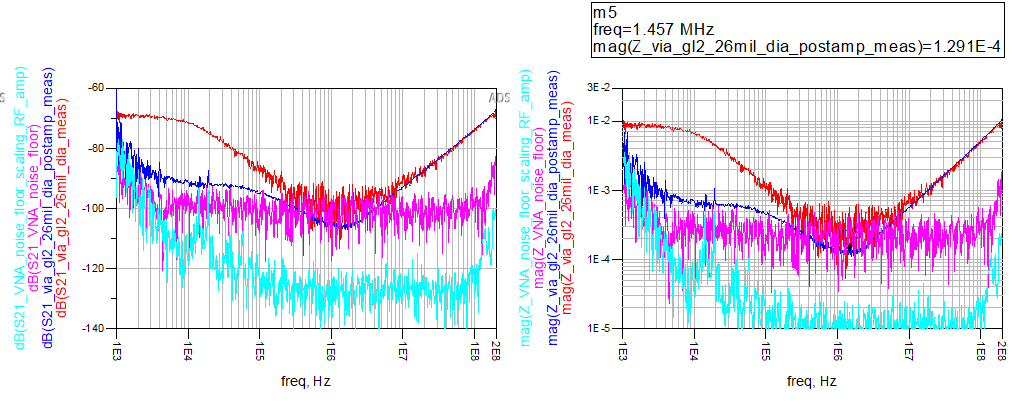 m5
freq=1.457 MHz
mag(Z_via_gl2_26mil_dia_postamp_meas)=1.291E-4
dB(S21_VNA_noise_floor_scaling_RF_amp)
dB(S21_VNA_noise_floor)
dB(S21_via_gl2_26mil_dia_postamp_meas)
dB(S21_via_gl2_26mil_dia_meas)
-60
-80
-100
-120
-140
1E3
1E4
1E5
1E6
1E7
1E8
2E8
freq, Hz
ADS
mag(Z_VNA_noise_floor_scaling_RF_amp)
mag(Z_VNA_noise_floor)
mag(Z_via_gl2_26mil_dia_postamp_meas)
mag(Z_via_gl2_26mil_dia_meas)
3E-2
1E-2
1E-3
1E-4
1E-5
1E3
1E4
1E5
1E6
1E7
1E8
2E8
freq, Hz